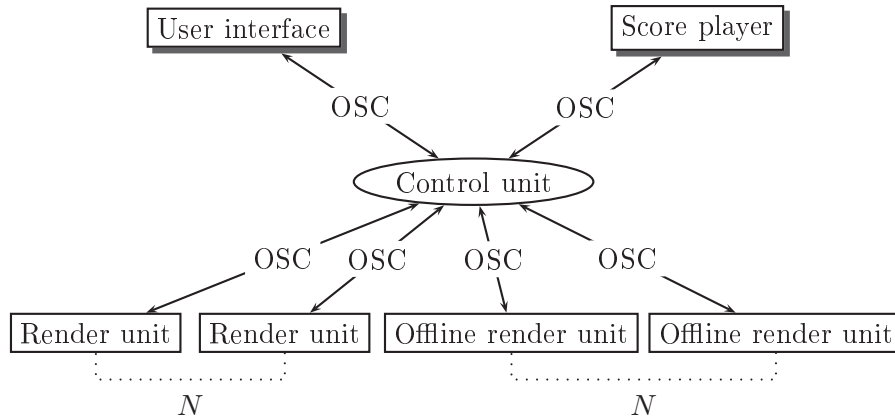 User interface
Score player
OSC
OSC
Control unit
OSC
OSC
OSC
OSC
Render unit
Render unit
Offline render unit
Offline render unit
N
N